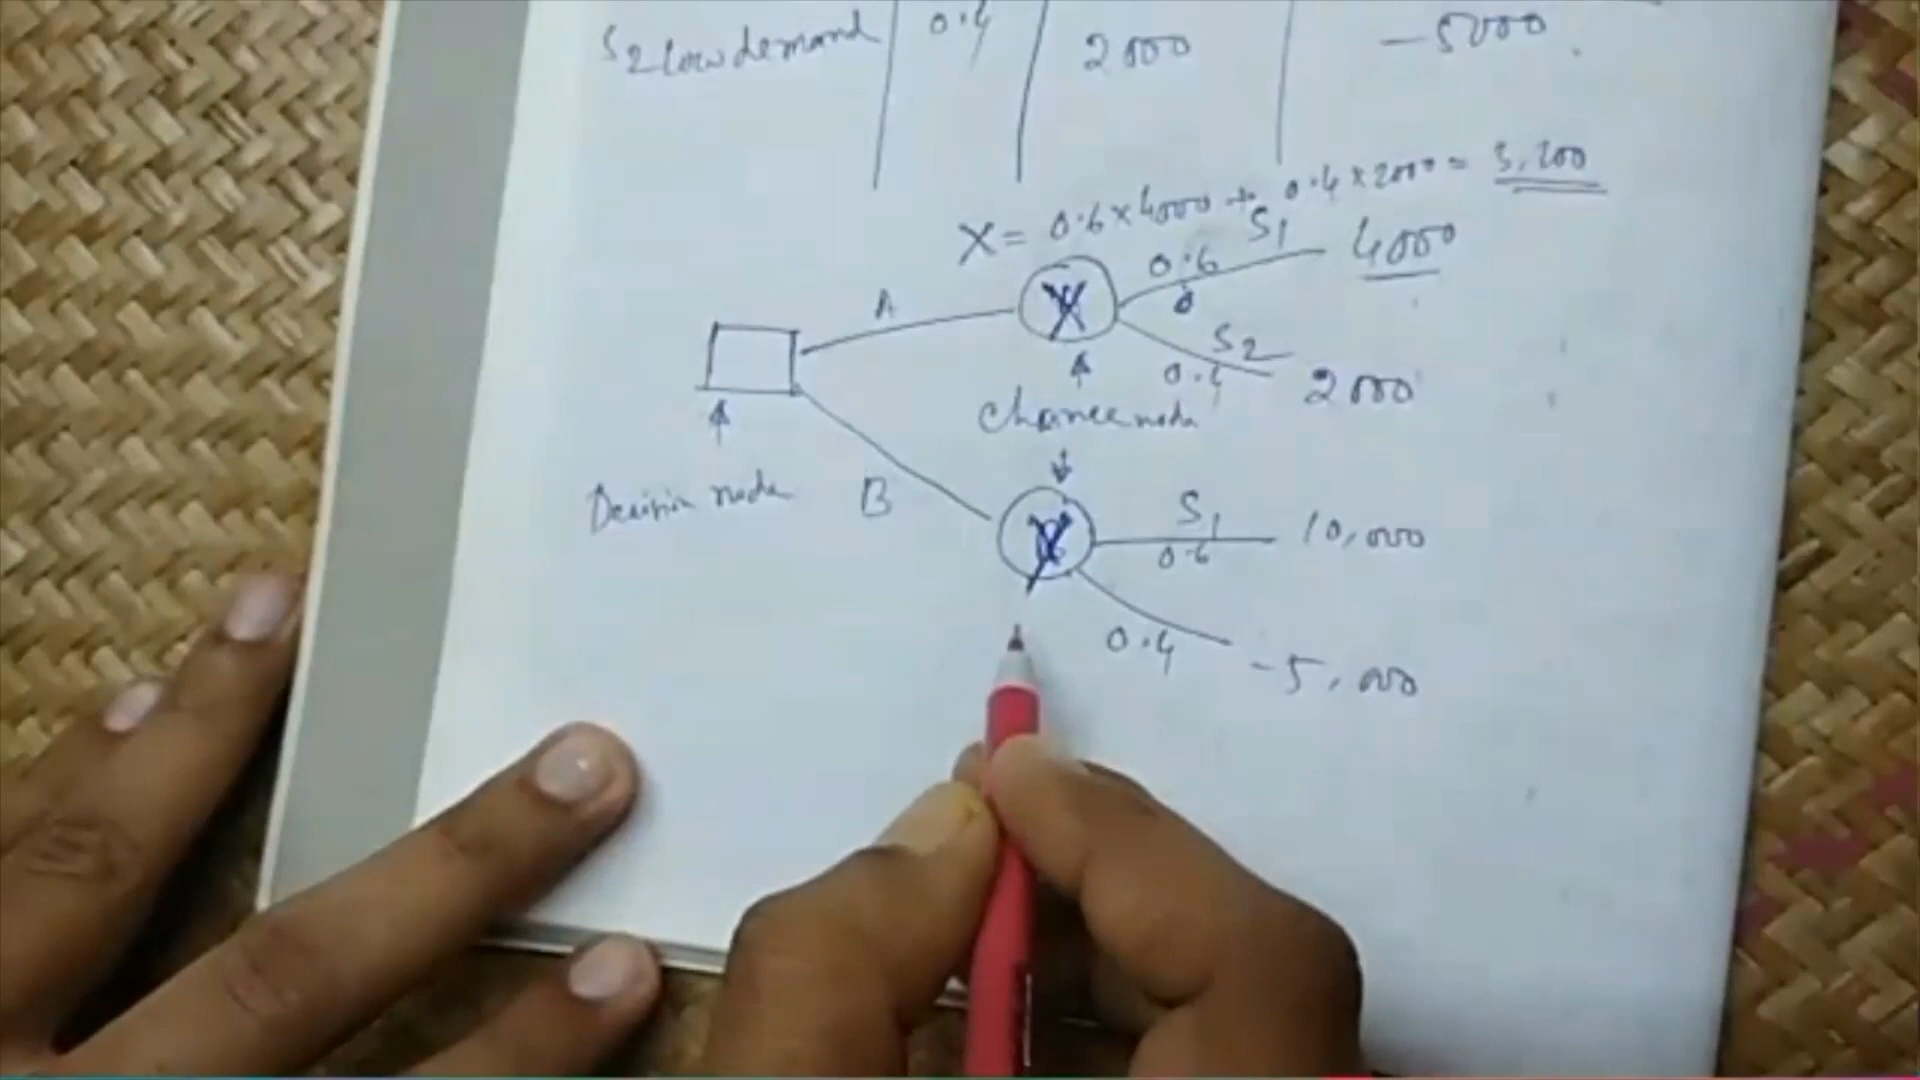 S2 low demand 0.4 2000 -5000
X = 0.6 x 4000 + 0.4 x 2000 = 3,200
A X 0.6 S1 4000
S2 0.4 2000
Chance node
Decision node B Y S1 0.6 10,000
0.4 -5,000